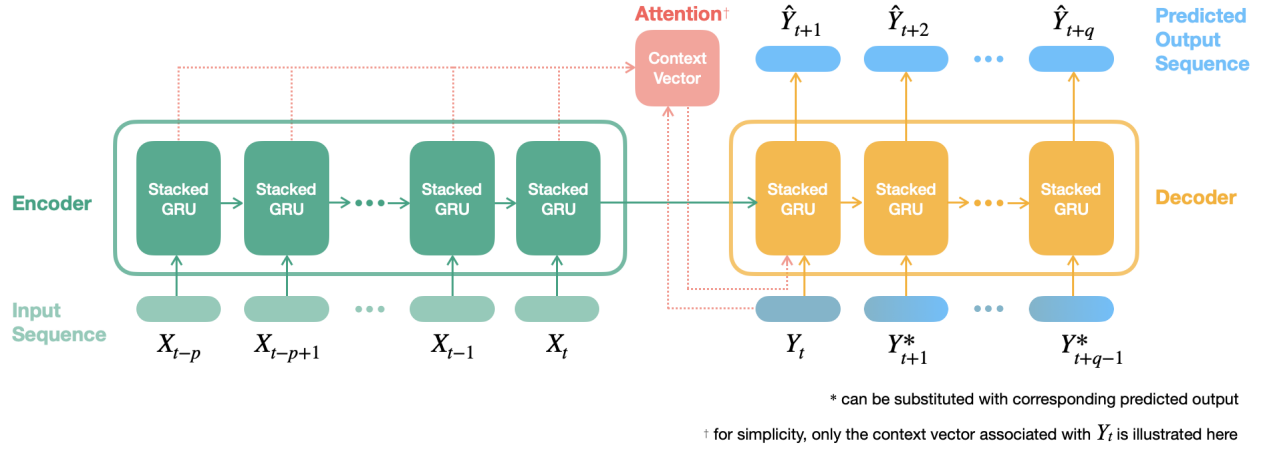 Attention†
Context
Vector
Ŷt+1
Ŷt+2
Ŷt+q
Predicted
Output
Sequence
Encoder
Stacked
GRU
Stacked
GRU
Stacked
GRU
Stacked
GRU
Stacked
GRU
Stacked
GRU
Stacked
GRU
Decoder
Input
Sequence
Xt−p
Xt−p+1
Xt−1
Xt
Yt
Y*t+1
Y*t+q−1
* can be substituted with corresponding predicted output
† for simplicity, only the context vector associated with Yt is illustrated here